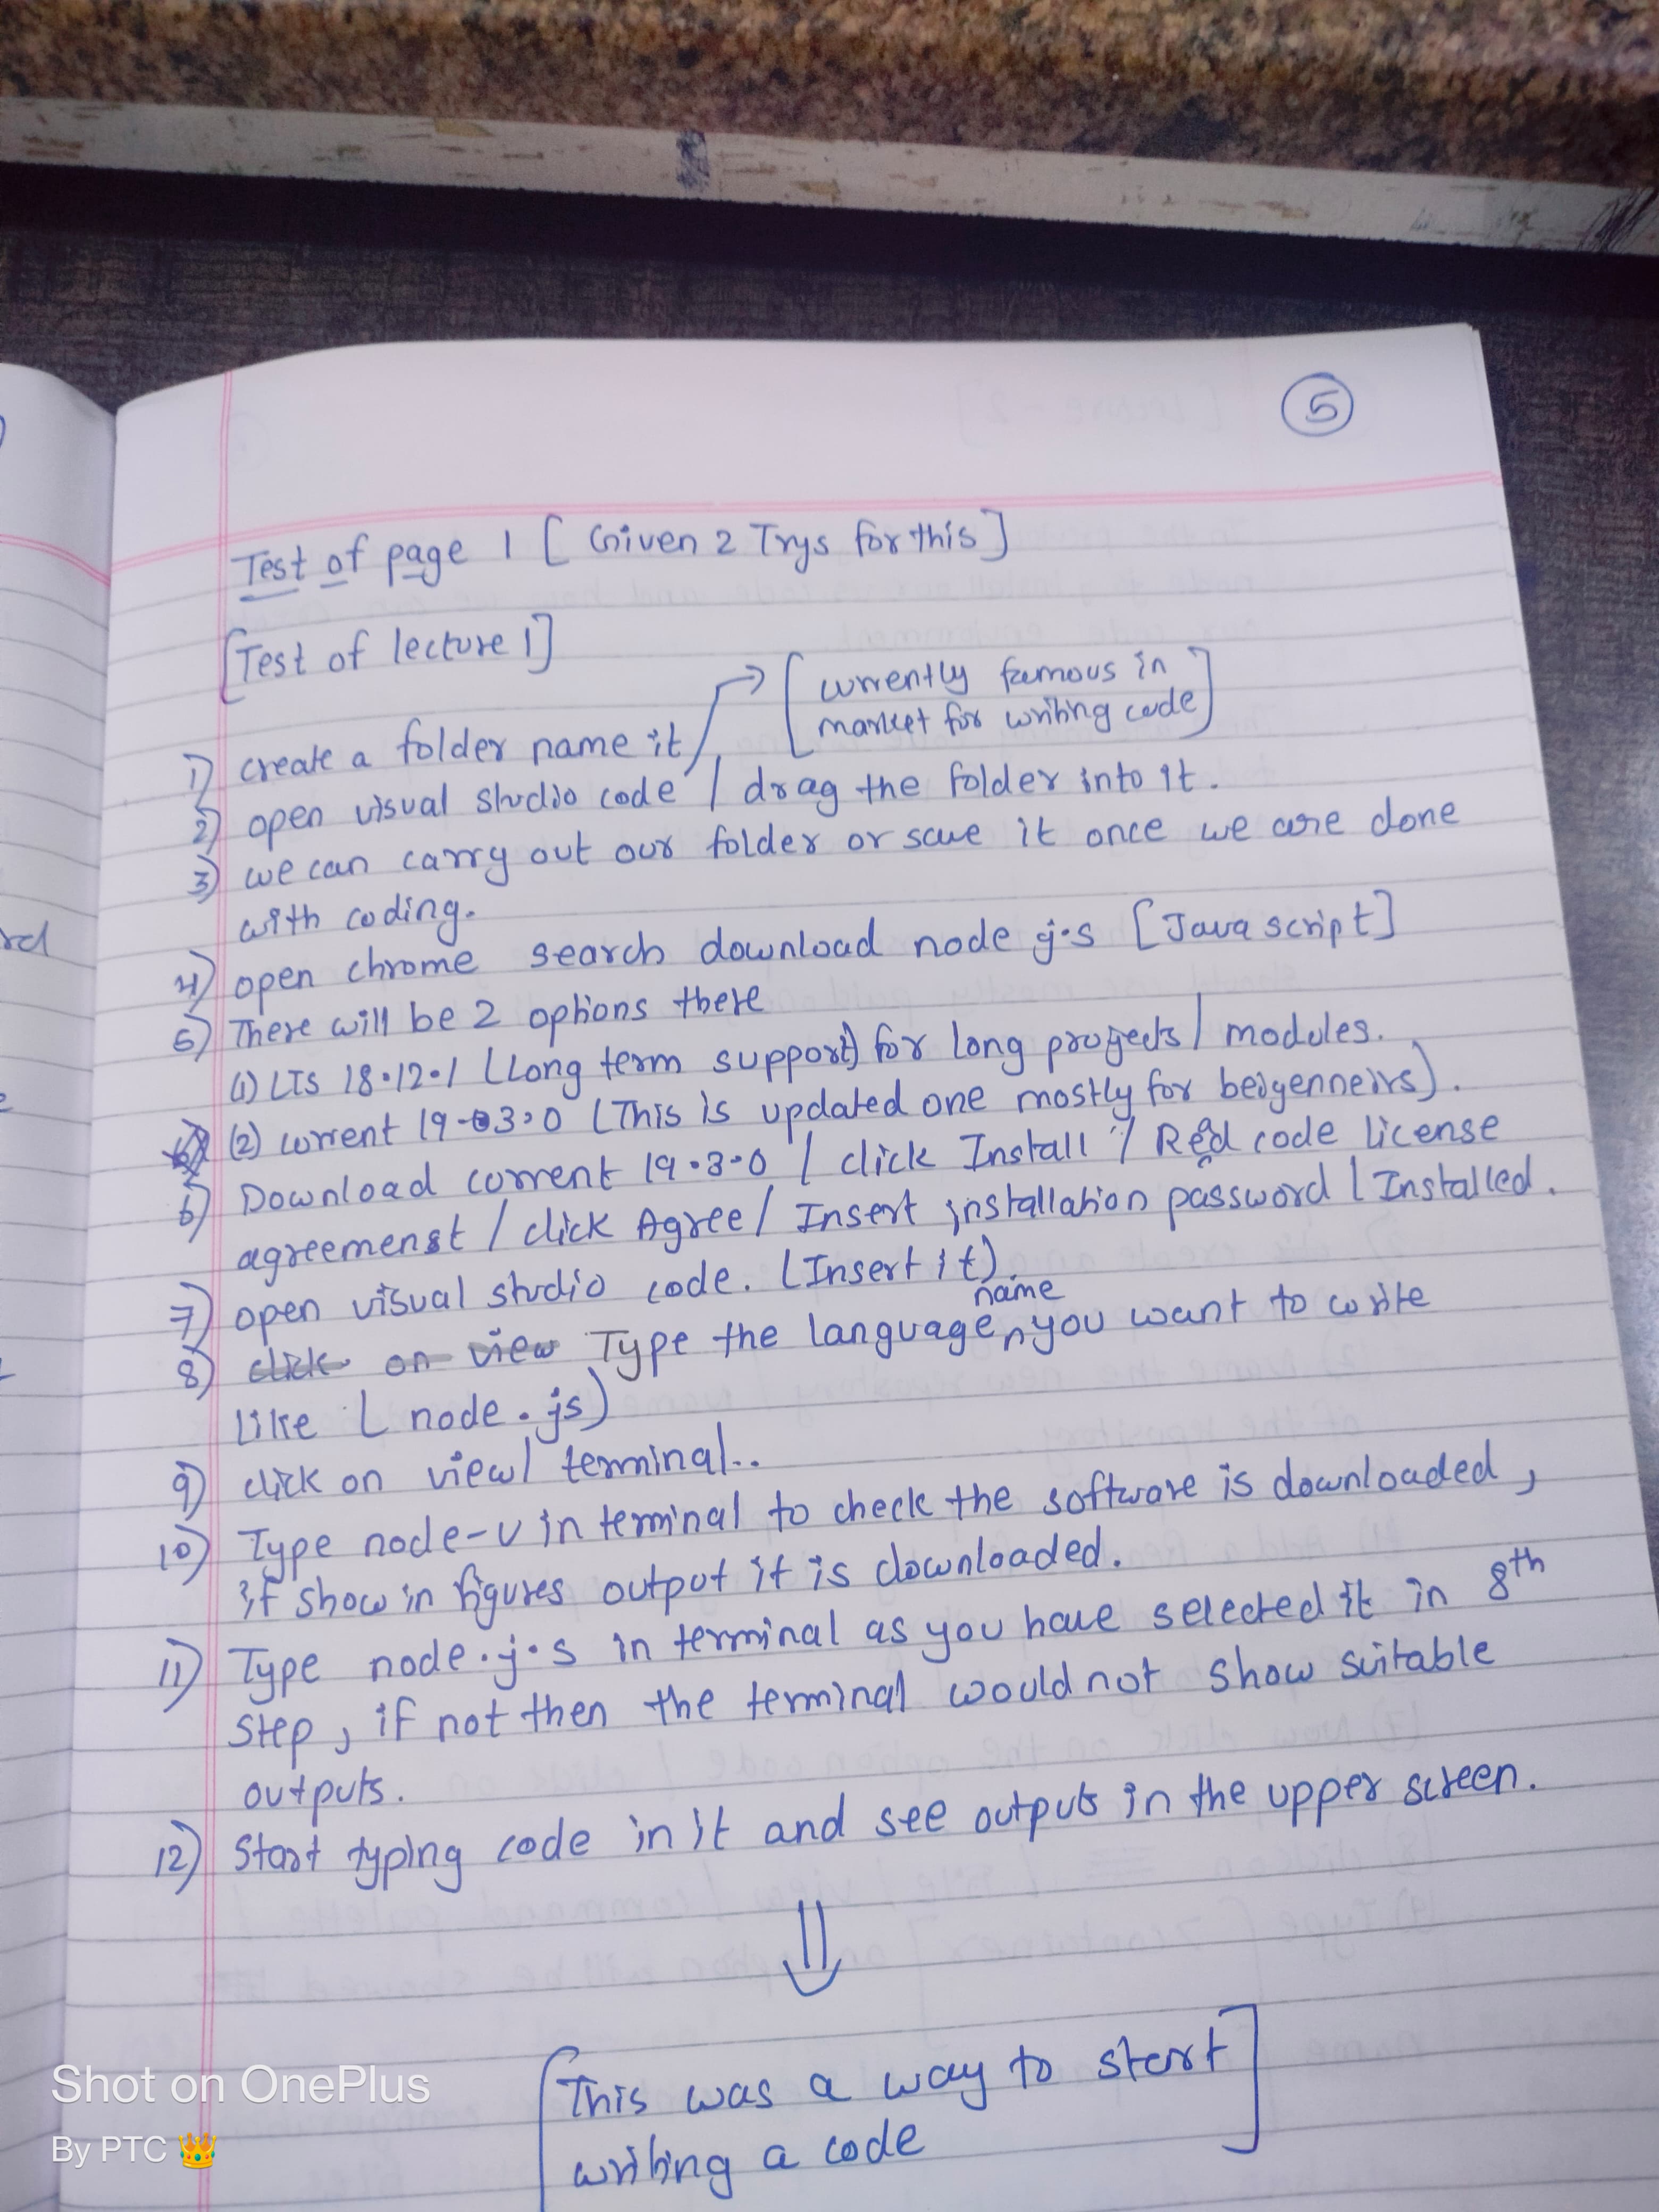 5
Test of page 1 [ Given 2 Trys for this ]
[Test of lecture 1]
[ currently famous in
market for writing code ]
1) create a folder name it
2) open visual studio code / drag the folder into it.
3) we can carry out our folder or save it once we are done
with coding.
4) open chrome search download node j.s [ Java script ]
5) There will be 2 options there
(1) LTS 18.12.1 (Long term support) for long projects / modules.
(2) current 19.3.0 (This is updated one mostly for beigenneirs).
6) Download current 19.3.0 / click Install / Read code license
agreemenst / click Agree / Insert installation password / Installed.
7) open visual studio code. (Insert it)
name
8) click on view Type the language ^ you want to write
like ( node . js)
9) click on view / terminal..
10) Type node-v in terminal to check the software is downloaded,
if show in figures output it is downloaded.
11) Type node.j.s in terminal as you have selected it in 8th
step, if not then the terminal would not show suitable
outputs.
12) Start typing code in it and see outputs in the upper screen.
[This was a way to start
writing a code]
rd
Shot on OnePlus
By PTC 👑